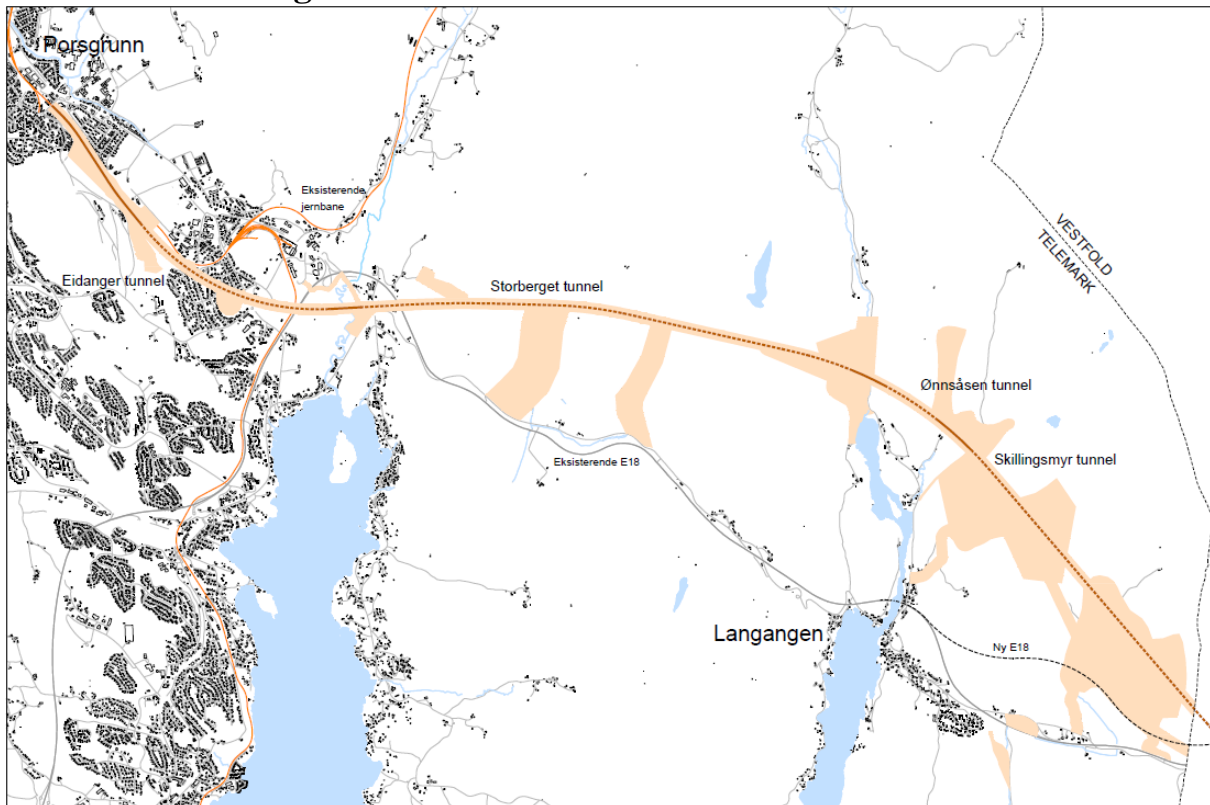 Porsgrunn
Eksisterende
jernbane
VESTFOLD
TELEMARK
Eidanger tunnel
Storberget tunnel
Ønnsåsen tunnel
Skillingsmyr tunnel
Eksisterende E18
Langangen
Ny E18